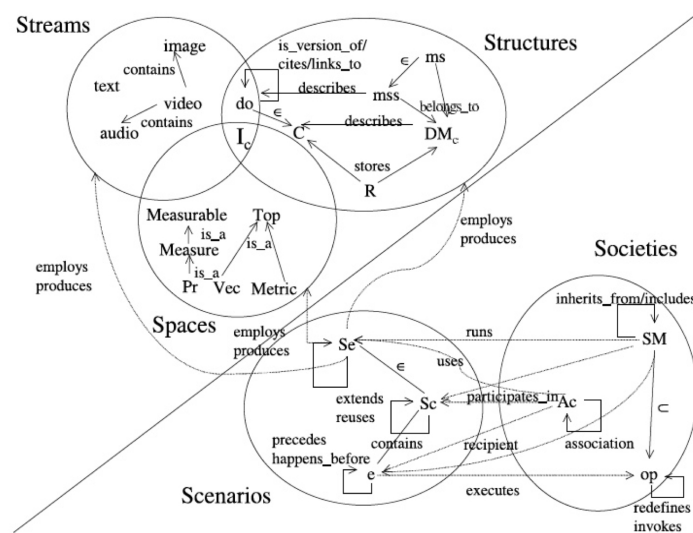 Streams
Structures
image
contains
text
video
contains
audio
is_version_of/
cites/links_to
do
∈
describes
∈
ms
mss
belongs_to
describes
C
DMc
Ic
stores
R
Measurable
Top
is_a
is_a
Measure
is_a
Pr
Vec
Metric
Spaces
employs
produces
employs
produces
employs
produces
Societies
inherits_from/includes
SM
runs
Se
uses
∈
extends
reuses
Sc
participates_in
Ac
⊂
contains
recipient
association
precedes
happens_before
e
executes
op
redefines
invokes
Scenarios